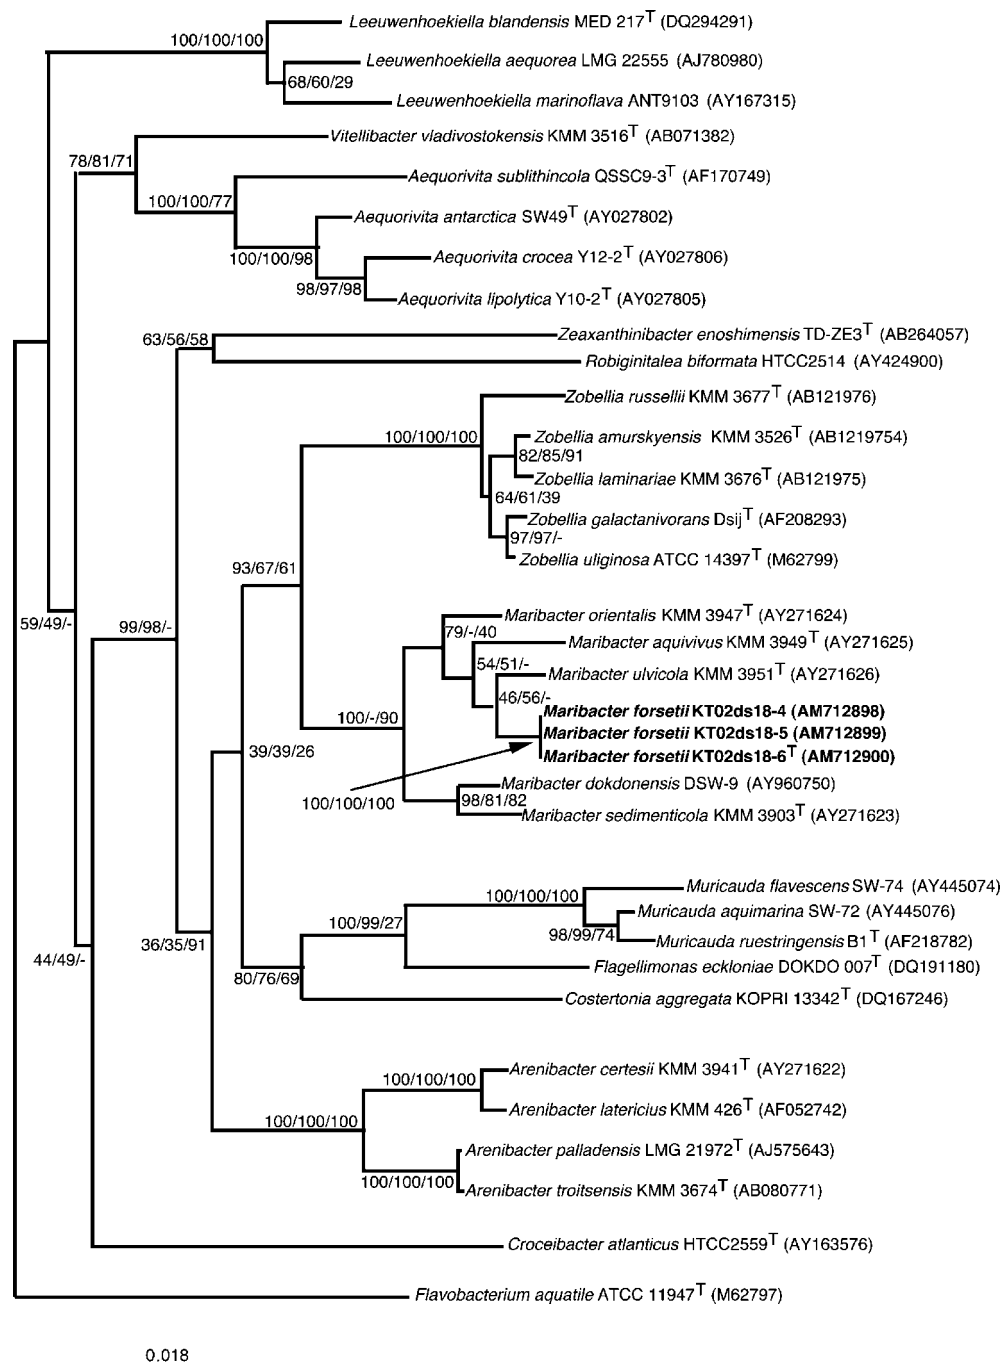 Leeuwenhoekiella blandensis MED 217T (DQ294291)
100/100/100
Leeuwenhoekiella aequorea LMG 22555 (AJ780980)
68/60/29
Leeuwenhoekiella marinoflava ANT9103 (AY167315)
Vitellibacter vladivostokensis KMM 3516T (AB071382)
78/81/71
Aequorivita sublithincola QSSC9-3T (AF170749)
100/100/77
Aequorivita antarctica SW49T (AY027802)
100/100/98
Aequorivita crocea Y12-2T (AY027806)
98/97/98
Aequorivita lipolytica Y10-2T (AY027805)
Zeaxanthinibacter enoshimensis TD-ZE3T (AB264057)
63/56/58
Robiginitalea biformata HTCC2514 (AY424900)
Zobellia russellii KMM 3677T (AB121976)
100/100/100
Zobellia amurskyensis KMM 3526T (AB1219754)
82/85/91
Zobellia laminariae KMM 3676T (AB121975)
64/61/39
Zobellia galactanivorans DsijT (AF208293)
97/97/-
Zobellia uliginosa ATCC 14397T (M62799)
93/67/61
Maribacter orientalis KMM 3947T (AY271624)
59/49/-
99/98/-
79/-/40
Maribacter aquivivus KMM 3949T (AY271625)
54/51/-
Maribacter ulvicola KMM 3951T (AY271626)
46/56/-
Maribacter forsetii KT02ds18-4 (AM712898)
100/-/90
Maribacter forsetii KT02ds18-5 (AM712899)
39/39/26
Maribacter forsetii KT02ds18-6T (AM712900)
Maribacter dokdonensis DSW-9 (AY960750)
100/100/100
98/81/82
Maribacter sedimenticola KMM 3903T (AY271623)
Muricauda flavescens SW-74 (AY445074)
100/100/100
Muricauda aquimarina SW-72 (AY445076)
100/99/27
98/99/74
Muricauda ruestringensis B1T (AF218782)
36/35/91
44/49/-
Flagellimonas eckloniae DOKDO 007T (DQ191180)
80/76/69
Costertonia aggregata KOPRI 13342T (DQ167246)
Arenibacter certesii KMM 3941T (AY271622)
100/100/100
Arenibacter latericius KMM 426T (AF052742)
100/100/100
Arenibacter palladensis LMG 21972T (AJ575643)
100/100/100
Arenibacter troitsensis KMM 3674T (AB080771)
Croceibacter atlanticus HTCC2559T (AY163576)
Flavobacterium aquatile ATCC 11947T (M62797)
0.018